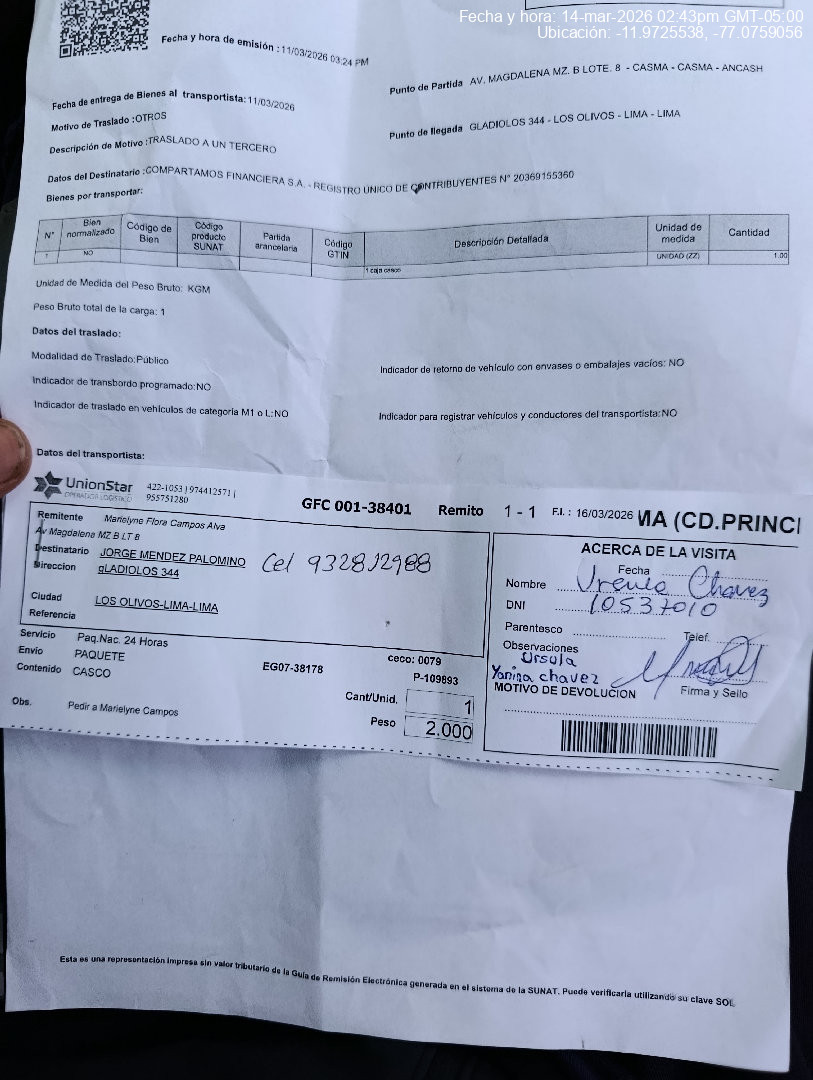 Fecha y hora: 14-mar-2026 02:43pm GMT-05:00
Ubicación: -11.9725538, -77.0759056
Fecha y hora de emisión : 11/03/2026 03:24 PM
Fecha de entrega de Bienes al transportista: 11/03/2026
Punto de Partida AV. MAGDALENA MZ. B LOTE. 8 - CASMA - CASMA - ANCASH
Motivo de Traslado :OTROS
Punto de llegada GLADIOLOS 344 - LOS OLIVOS - LIMA - LIMA
Descripción de Motivo :TRASLADO A UN TERCERO
Datos del Destinatario :COMPARTAMOS FINANCIERA S.A. - REGISTRO UNICO DE CONTRIBUYENTES N° 20369155360
Bienes por transportar:
N° Bien normalizado Código de Bien Código producto SUNAT Partida arancelaria Código GTIN Descripción Detallada Unidad de medida Cantidad
1 NO 1 caja casco UNIDAD (ZZ) 1.00
Unidad de Medida del Peso Bruto: KGM
Peso Bruto total de la carga: 1
Datos del traslado:
Modalidad de Traslado:Público
Indicador de retorno de vehículo con envases o embalajes vacíos: NO
Indicador de transbordo programado:NO
Indicador de traslado en vehículos de categoría M1 o L:NO
Indicador para registrar vehículos y conductores del transportista:NO
Datos del transportista:
UnionStar
OPERADOR LOGISTICO
422-1053 | 974412571 |
955751280
GFC 001-38401 Remito 1 - 1 F.I. : 16/03/2026 MA (CD.PRINCI
Remitente Marielyne Flora Campos Alva
Av Magdalena MZ B LT 8
Destinatario JORGE MENDEZ PALOMINO Cel 932812988
Direccion gLADIOLOS 344
Ciudad LOS OLIVOS-LIMA-LIMA
Referencia
Servicio Paq.Nac. 24 Horas
Envio PAQUETE
Contenido CASCO
EG07-38178
ceco: 0079
P-109893
Cant/Unid. 1
Peso 2.000
Obs. Pedir a Marielyne Campos
ACERCA DE LA VISITA
Fecha
Nombre Chavez
DNI 10537010
Parentesco
Telef.
Observaciones
Ursula
Yanina chavez
MOTIVO DE DEVOLUCION
Firma y Sello
Esta es una representación impresa sin valor tributario de la Guía de Remisión Electrónica generada en el sistema de la SUNAT. Puede verificarla utilizando su clave SOL